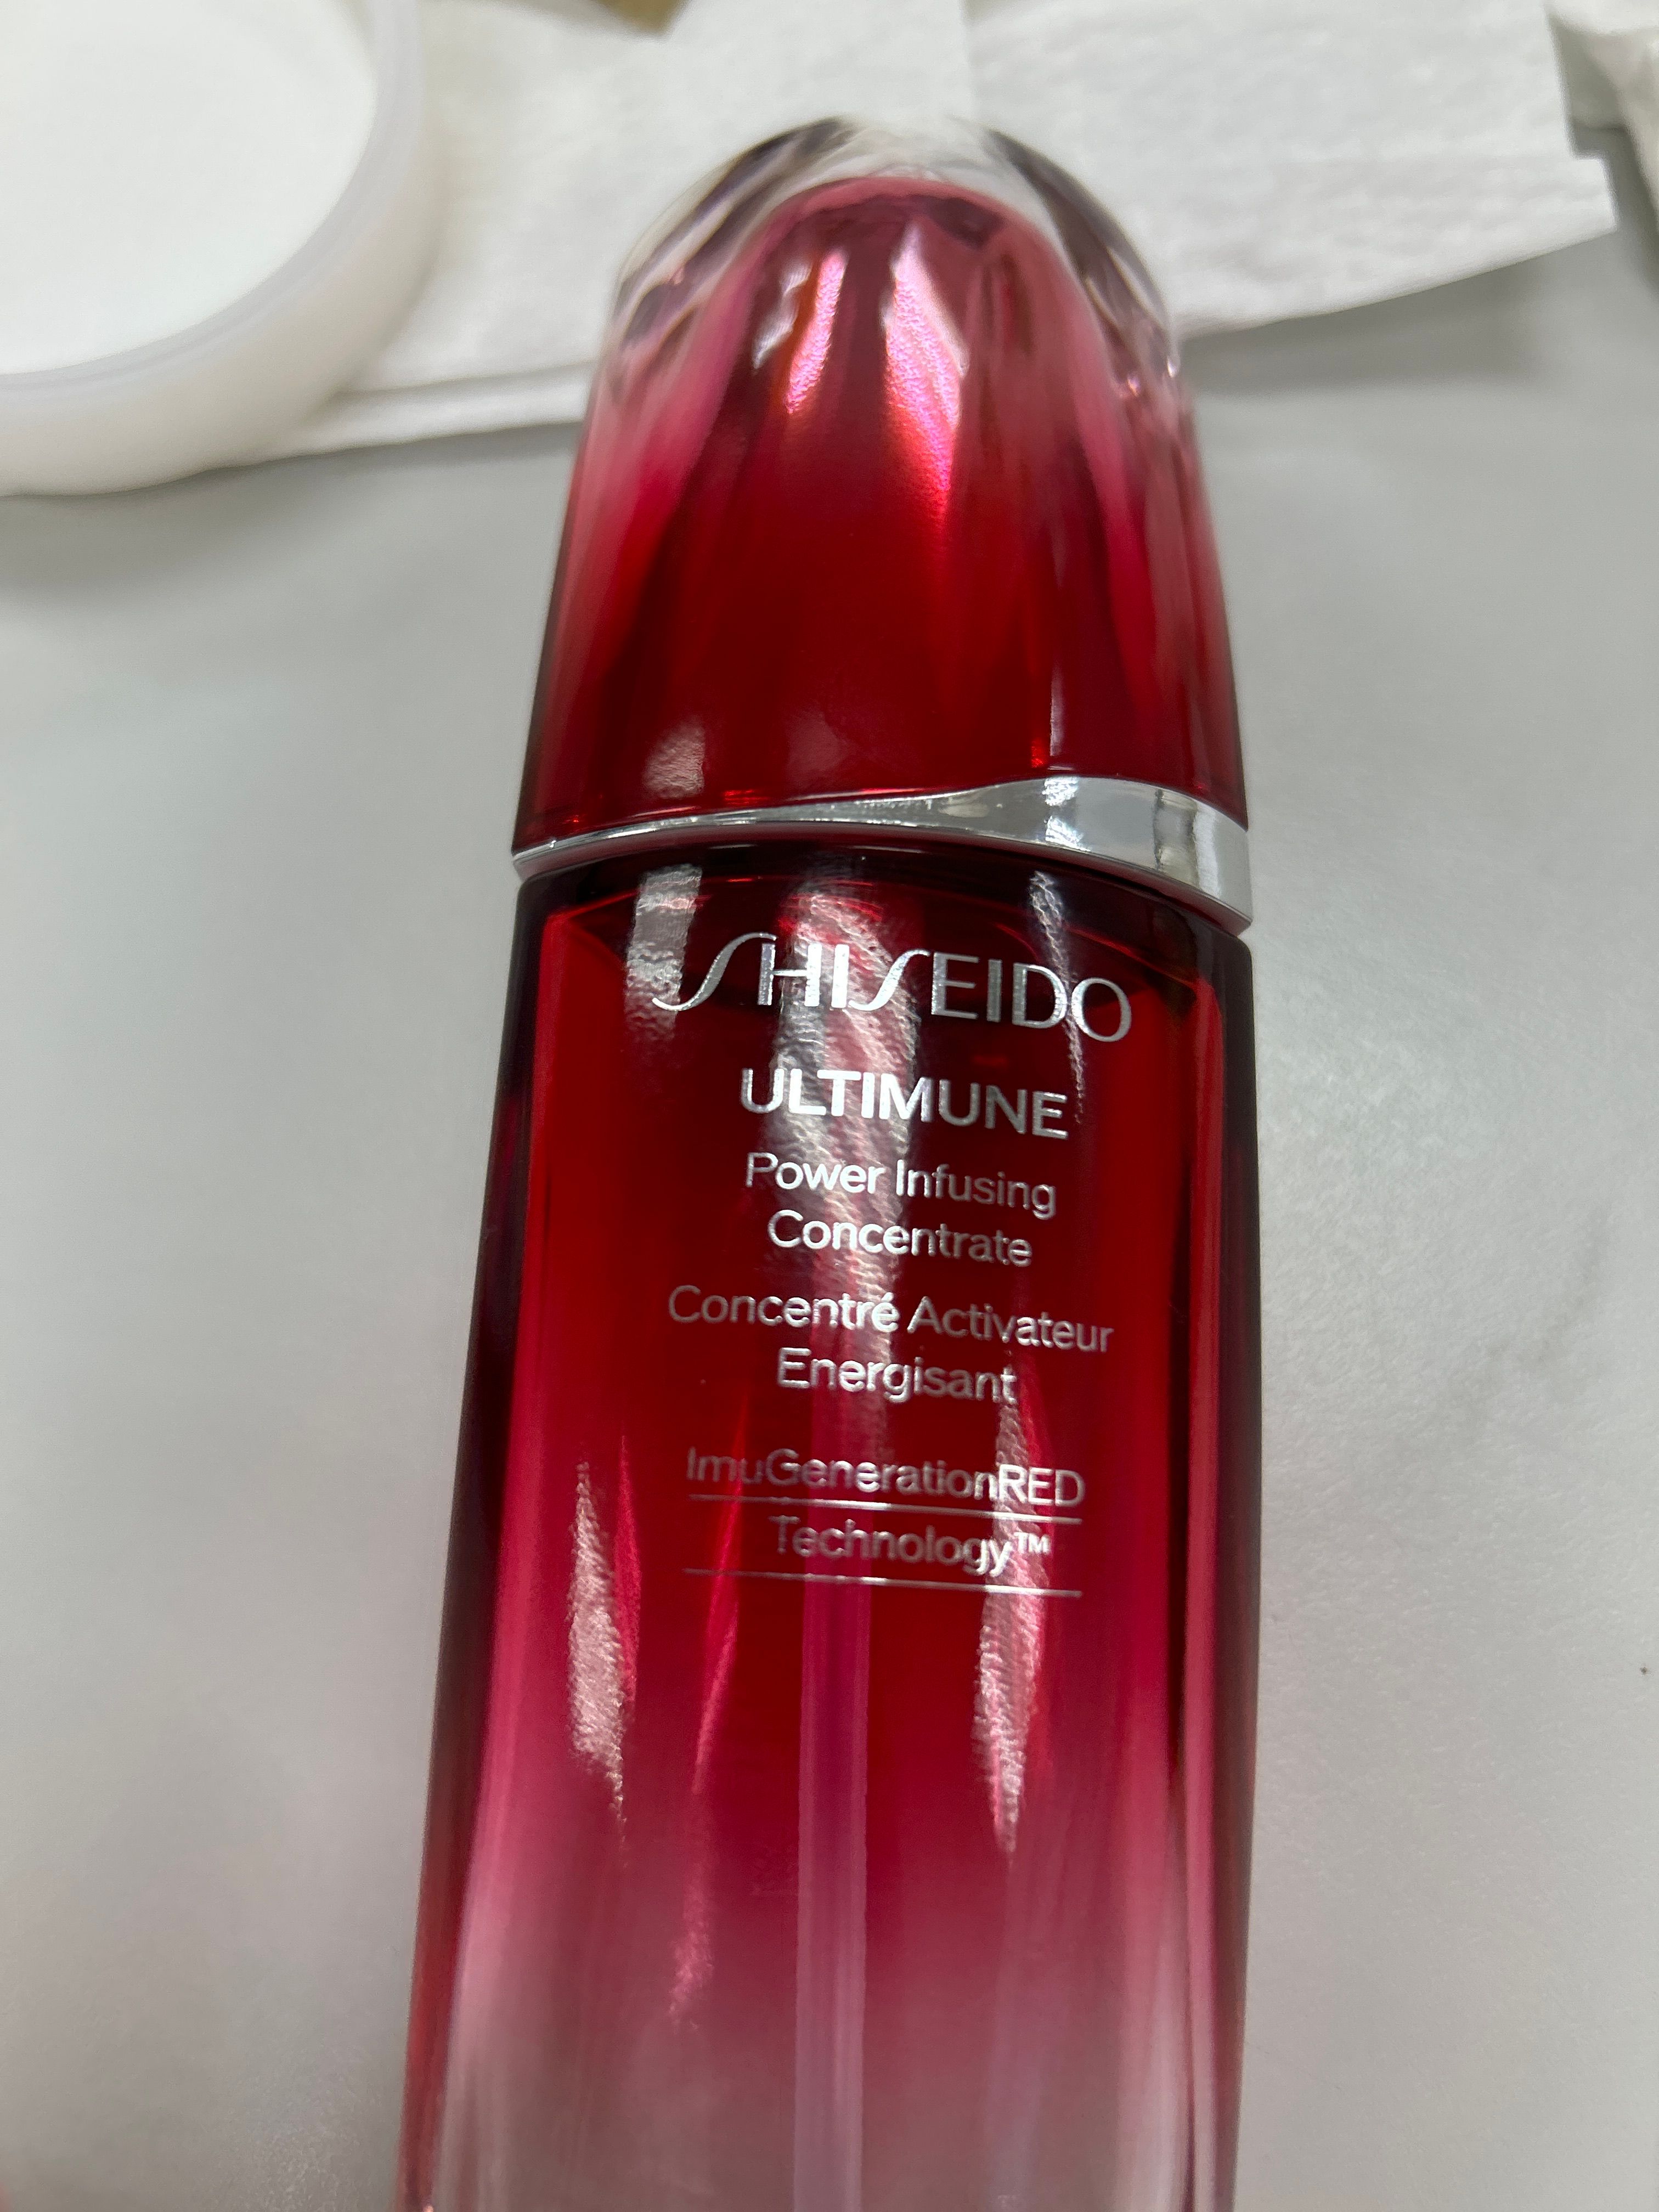 SHISEIDO
ULTIMUNE
Power Infusing
Concentrate
Concentré Activateur
Energisant
ImuGenerationRED
Technology™